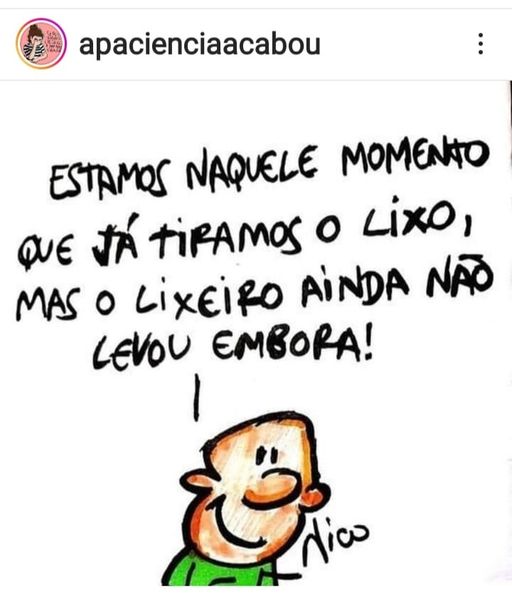 apacienciaacabou
ESTAMOS NAQUELE MOMENTO
QUE JÁ TIRAMOS O LIXO,
MAS O LIXEIRO AINDA NÃO
LEVOU EMBORA!
Nico